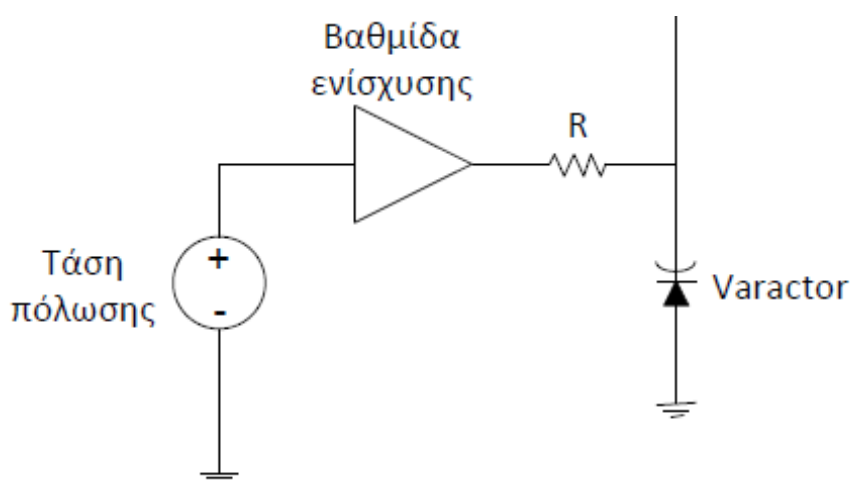 Βαθμίδα
ενίσχυσης
R
Τάση
πόλωσης
+
-
Varactor